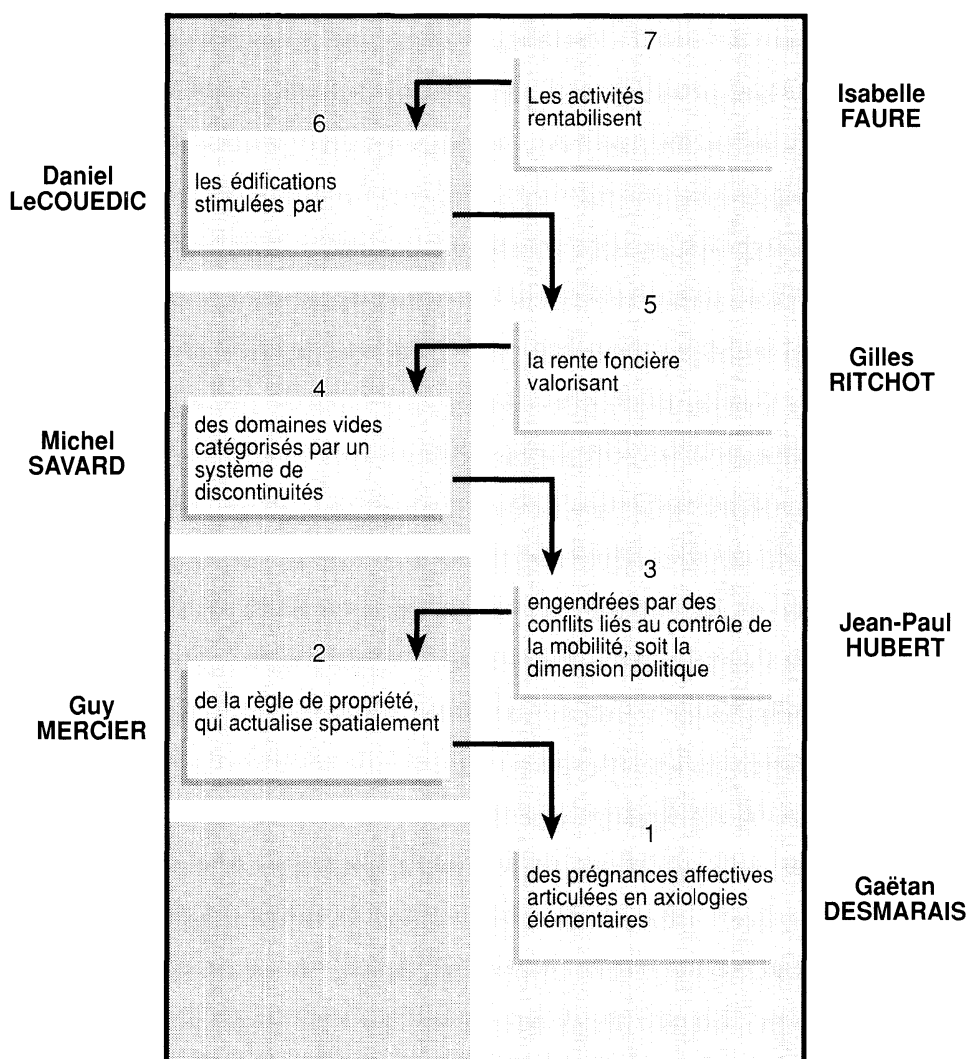 7
Les activités
rentabilisent
Isabelle
FAURE
6
les édifications
stimulées par
Daniel
LeCOUEDIC
5
la rente foncière
valorisant
Gilles
RITCHOT
4
des domaines vides
catégorisés par un
système de
discontinuités
Michel
SAVARD
3
engendrées par des
conflits liés au contrôle de
la mobilité, soit la
dimension politique
Jean-Paul
HUBERT
2
de la règle de propriété,
qui actualise spatialement
Guy
MERCIER
1
des prégnances affectives
articulées en axiologies
élémentaires
Gaëtan
DESMARAIS